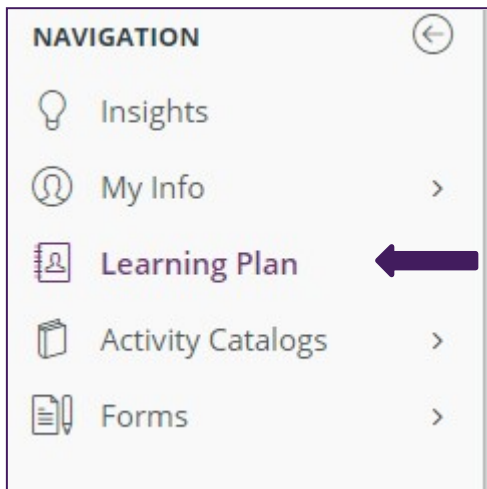 NAVIGATION
Insights
My Info
Learning Plan
Activity Catalogs
Forms